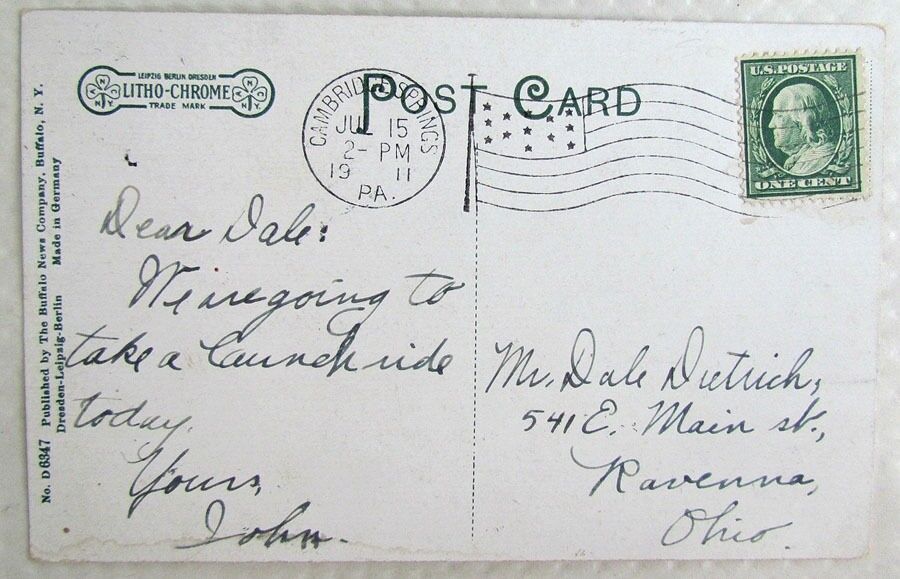 LEIPZIG BERLIN DRESDEN
LITHO-CHROME
TRADE MARK
POST CARD
CAMBRIDGE SPRINGS
JUL 15
2- PM
19 11
PA.
U.S. POSTAGE
ONE CENT
No. D 6347 Published by The Buffalo News Company, Buffalo, N. Y.
Dresden-Leipzig-Berlin Made in Germany
Dear Dale:
We are going to
take a launch ride
today.
Yours,
John.
Mr. Dale Dietrich,
541 E. Main st.,
Ravenna,
Ohio.